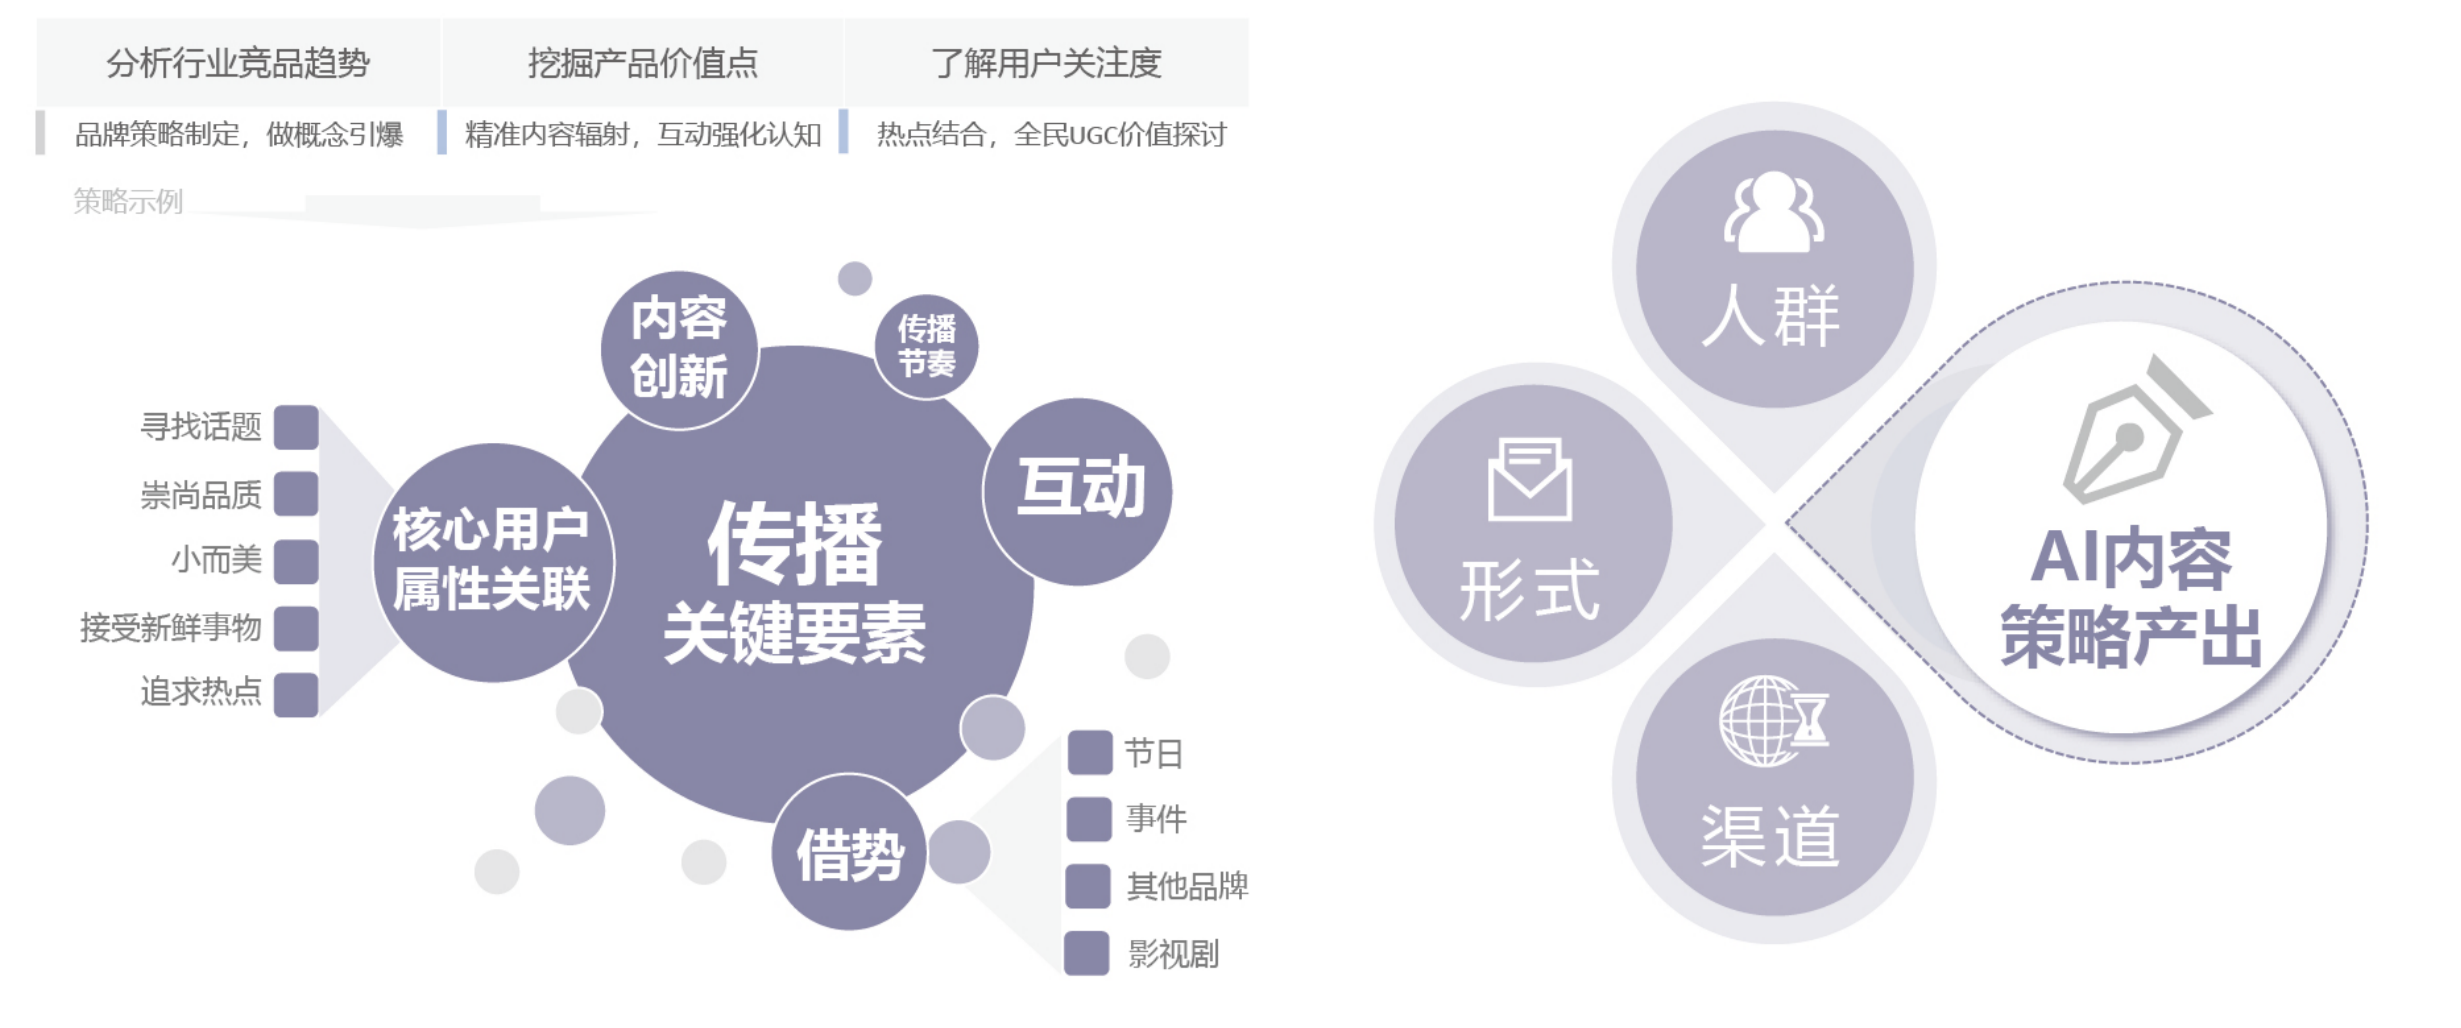 分析行业竞品趋势
挖掘产品价值点
了解用户关注度
品牌策略制定，做概念引爆
精准内容辐射，互动强化认知
热点结合，全民UGC价值探讨
策略示例
内容
创新
传播
节奏
互动
核心用户
属性关联
传播
关键要素
借势
寻找话题
崇尚品质
小而美
接受新鲜事物
追求热点
节日
事件
其他品牌
影视剧
人群
形式
渠道
AI内容
策略产出